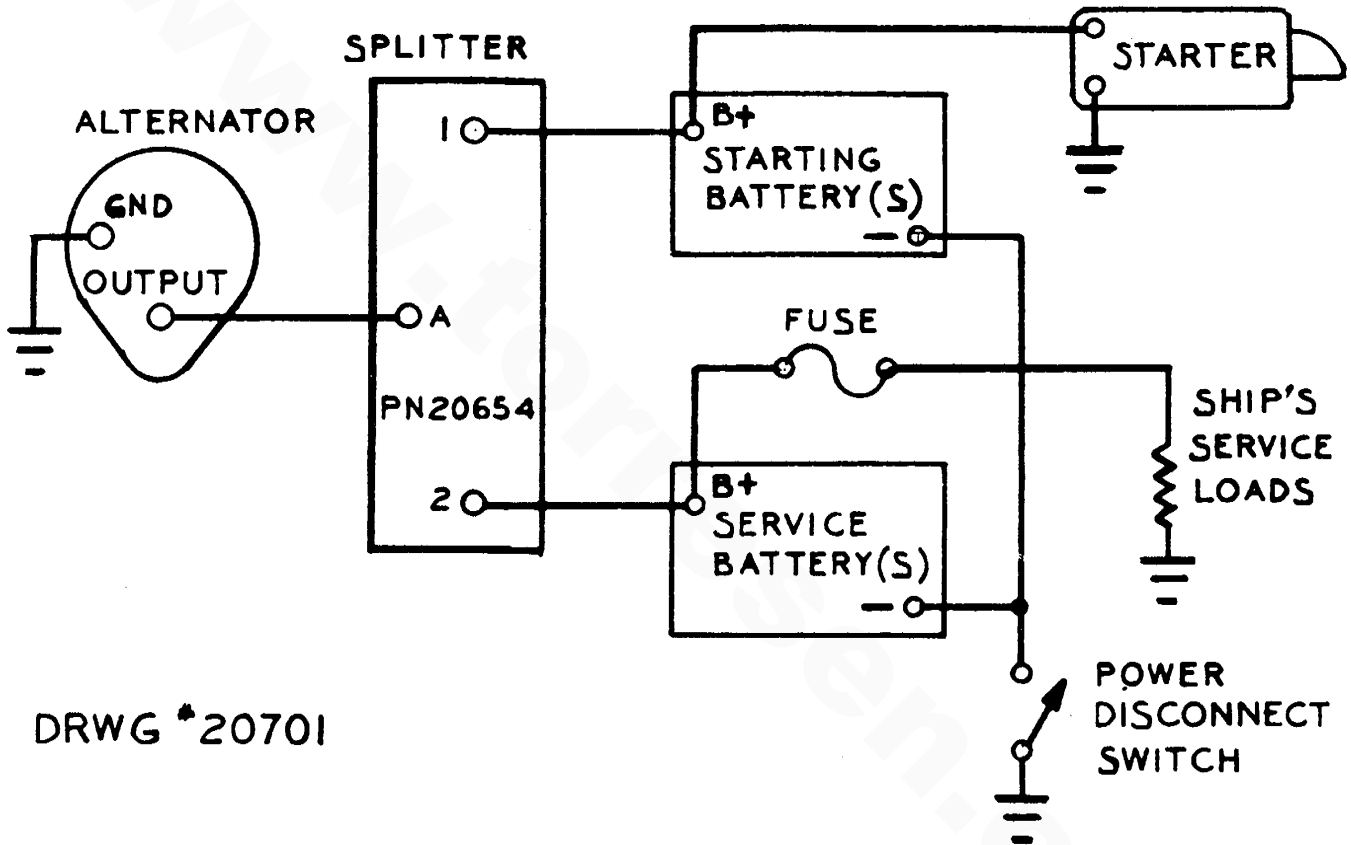 SPLITTER
ALTERNATOR
GND
OUTPUT
1
A
PN20654
2
B+
STARTING
BATTERY(S)
–
STARTER
FUSE
B+
SERVICE
BATTERY(S)
–
SHIP'S
SERVICE
LOADS
POWER
DISCONNECT
SWITCH
DRWG #20701